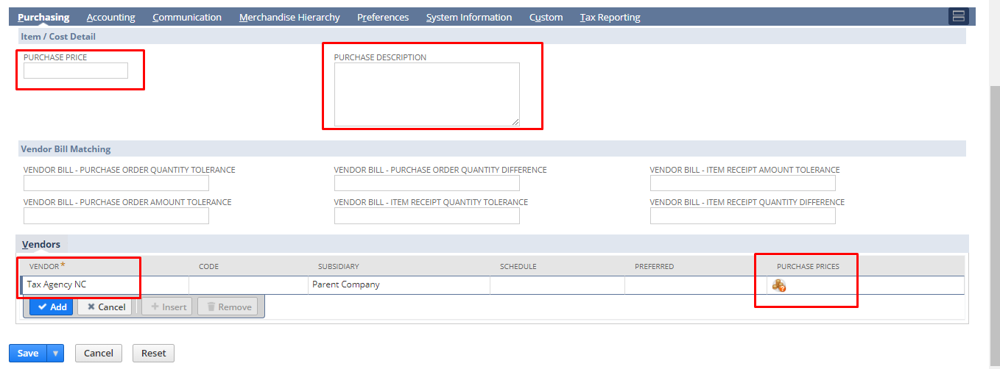 Purchasing Accounting Communication Merchandise Hierarchy Preferences System Information Custom Tax Reporting
Item / Cost Detail
PURCHASE PRICE PURCHASE DESCRIPTION
Vendor Bill Matching
VENDOR BILL - PURCHASE ORDER QUANTITY TOLERANCE VENDOR BILL - PURCHASE ORDER QUANTITY DIFFERENCE VENDOR BILL - ITEM RECEIPT AMOUNT TOLERANCE
VENDOR BILL - PURCHASE ORDER AMOUNT TOLERANCE VENDOR BILL - ITEM RECEIPT QUANTITY TOLERANCE VENDOR BILL - ITEM RECEIPT QUANTITY DIFFERENCE
Vendors
VENDOR * CODE SUBSIDIARY SCHEDULE PREFERRED PURCHASE PRICES
Tax Agency NC Parent Company
Add Cancel Insert Remove
Save Cancel Reset